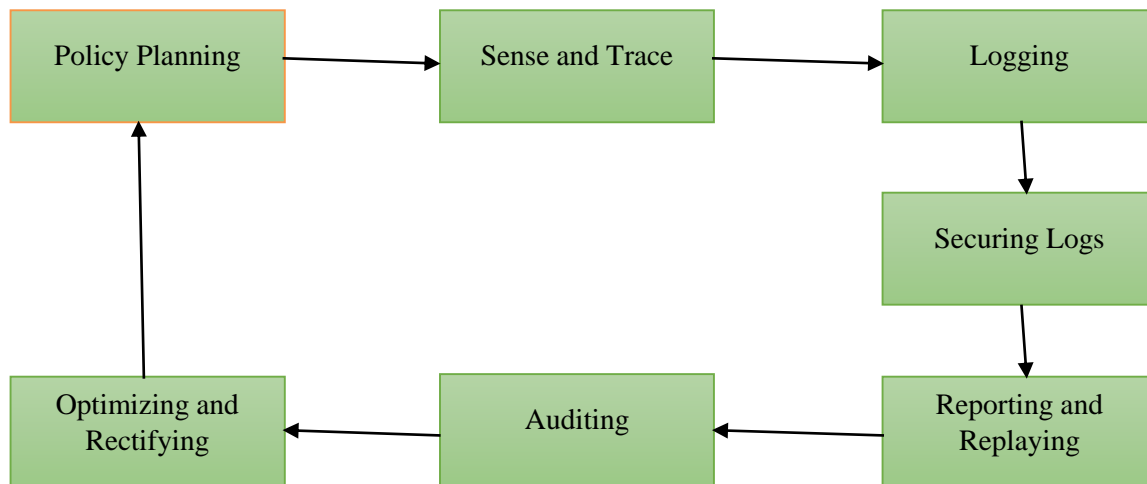 Policy Planning
Sense and Trace
Logging
Securing Logs
Reporting and
Replaying
Auditing
Optimizing and
Rectifying